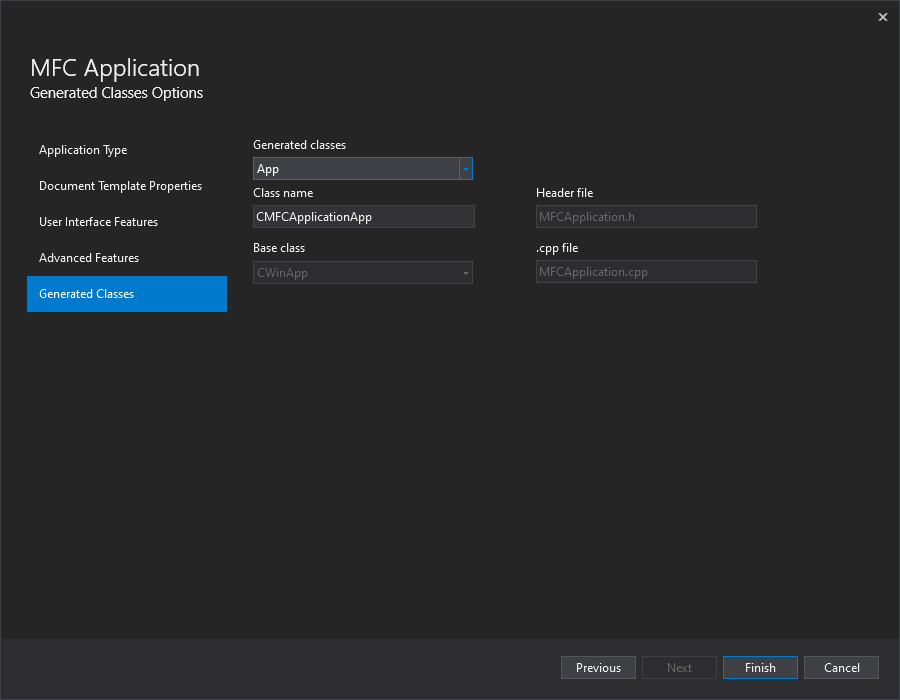 MFC Application
Generated Classes Options
Application Type
Document Template Properties
User Interface Features
Advanced Features
Generated Classes
Generated classes
App
Class name
CMFCApplicationApp
Header file
MFCApplication.h
Base class
CWinApp
.cpp file
MFCApplication.cpp
Previous
Next
Finish
Cancel